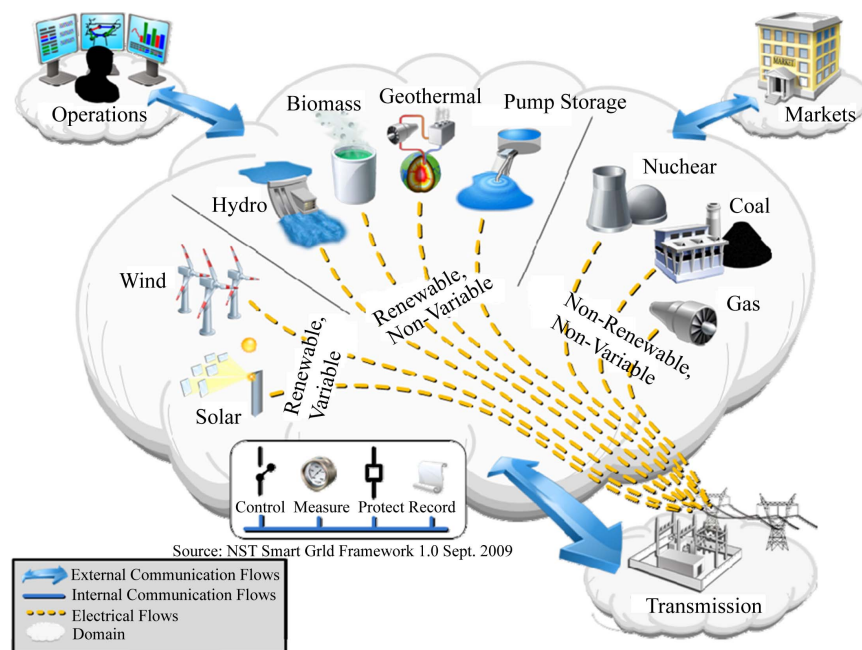 Operations
Biomass
Geothermal
Pump Storage
MARKET
Markets
Nuchear
Hydro
Coal
Wind
Renewable,
Non-Variable
Non-Renewable,
Non-Variable
Gas
Renewable,
Variable
Solar
Control Measure Protect Record
Source: NST Smart Grld Framework 1.0 Sept. 2009
External Communication Flows
Internal Communication Flows
Electrical Flows
Domain
Transmission